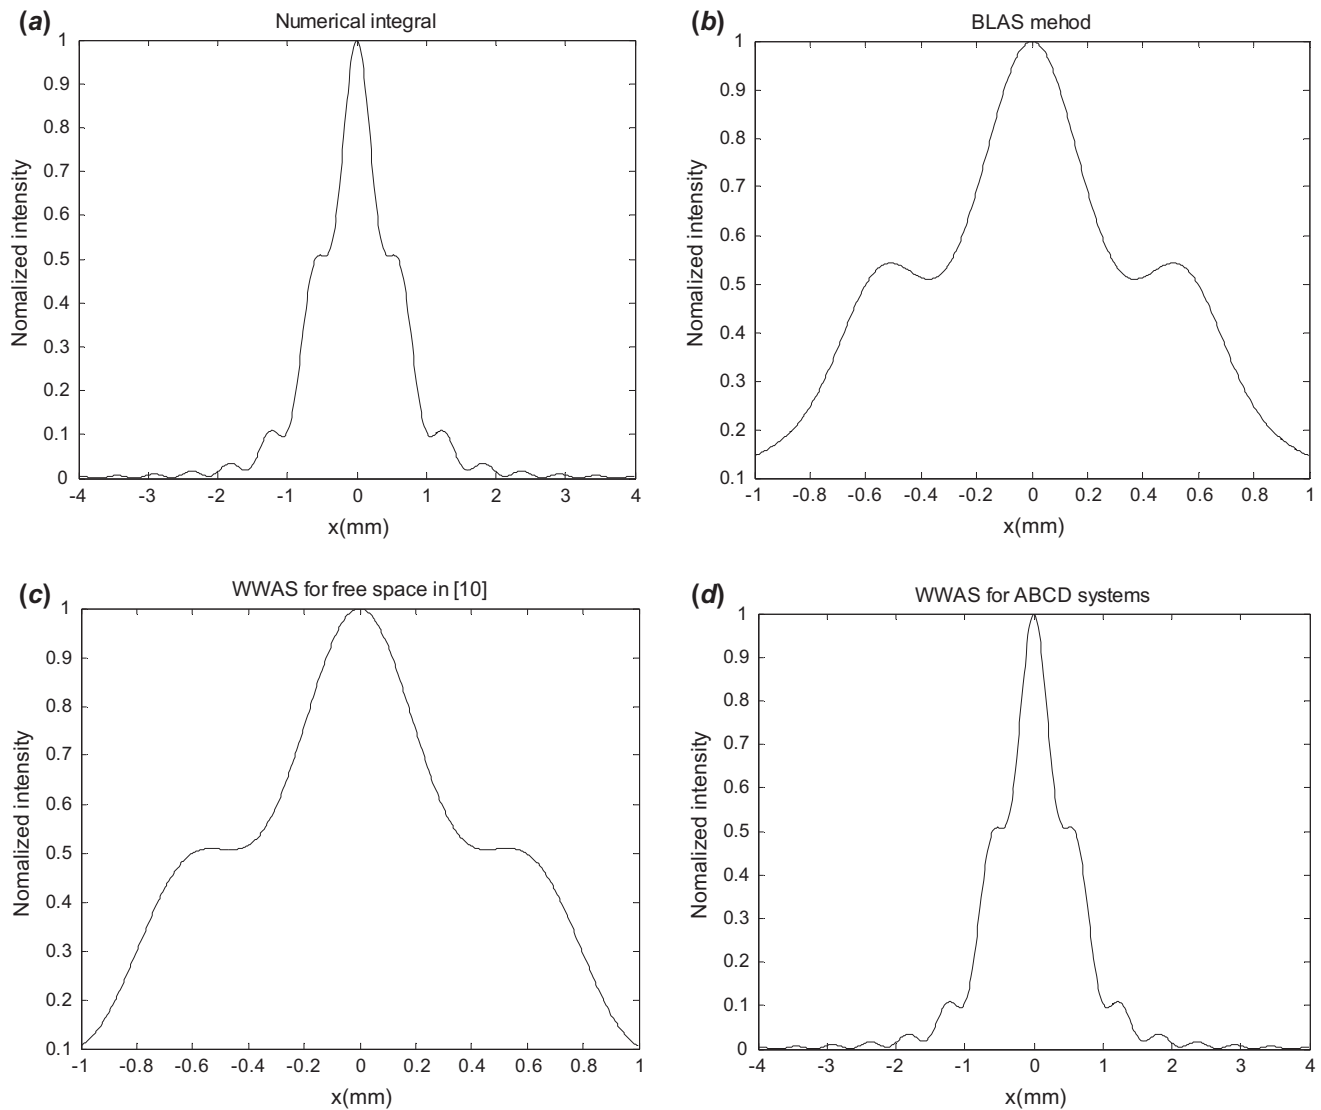 (a)
Numerical integral
1
0.9
0.8
0.7
0.6
0.5
0.4
0.3
0.2
0.1
0
Nomalized intensity
-4 -3 -2 -1 0 1 2 3 4
x(mm)
(b)
BLAS mehod
1
0.9
0.8
0.7
0.6
0.5
0.4
0.3
0.2
0.1
Nomalized intensity
-1 -0.8 -0.6 -0.4 -0.2 0 0.2 0.4 0.6 0.8 1
x(mm)
(c)
WWAS for free space in [10]
1
0.9
0.8
0.7
0.6
0.5
0.4
0.3
0.2
0.1
Nomalized intensity
-1 -0.8 -0.6 -0.4 -0.2 0 0.2 0.4 0.6 0.8 1
x(mm)
(d)
WWAS for ABCD systems
1
0.9
0.8
0.7
0.6
0.5
0.4
0.3
0.2
0.1
0
Nomalized intensity
-4 -3 -2 -1 0 1 2 3 4
x(mm)